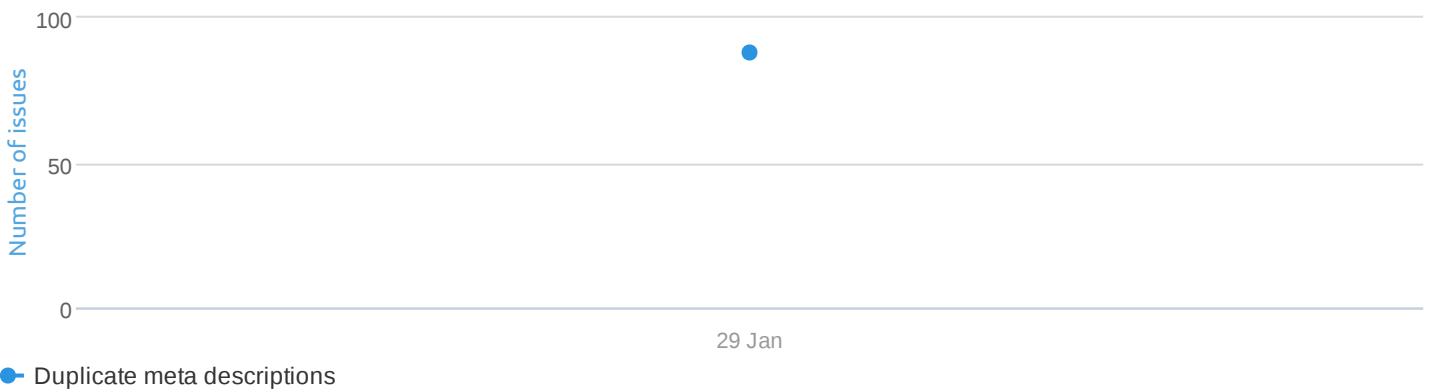 100
Number of issues
50
0
29 Jan
Duplicate meta descriptions